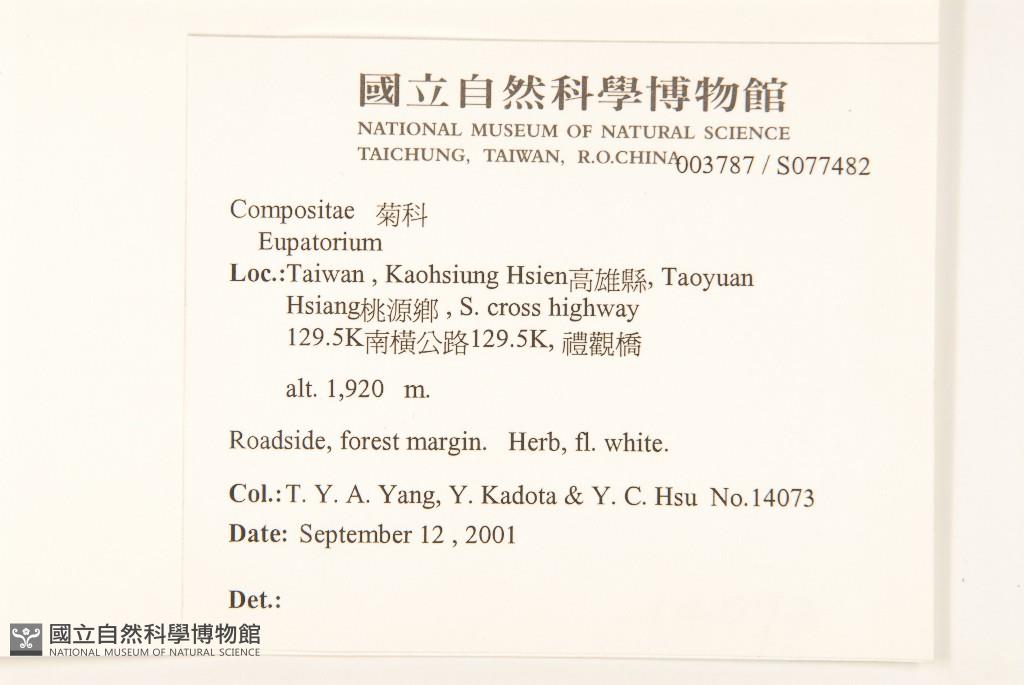 國立自然科學博物館
NATIONAL MUSEUM OF NATURAL SCIENCE
TAICHUNG, TAIWAN, R.O.CHINA
003787 / S077482
Compositae 菊科
Eupatorium
Loc.:Taiwan , Kaohsiung Hsien高雄縣, Taoyuan
Hsiang桃源鄉 , S. cross highway
129.5K南橫公路129.5K, 禮觀橋
alt. 1,920 m.
Roadside, forest margin. Herb, fl. white.
Col.: T. Y. A. Yang, Y. Kadota & Y. C. Hsu No.14073
Date: September 12 , 2001
Det.:
國立自然科學博物館
NATIONAL MUSEUM OF NATURAL SCIENCE